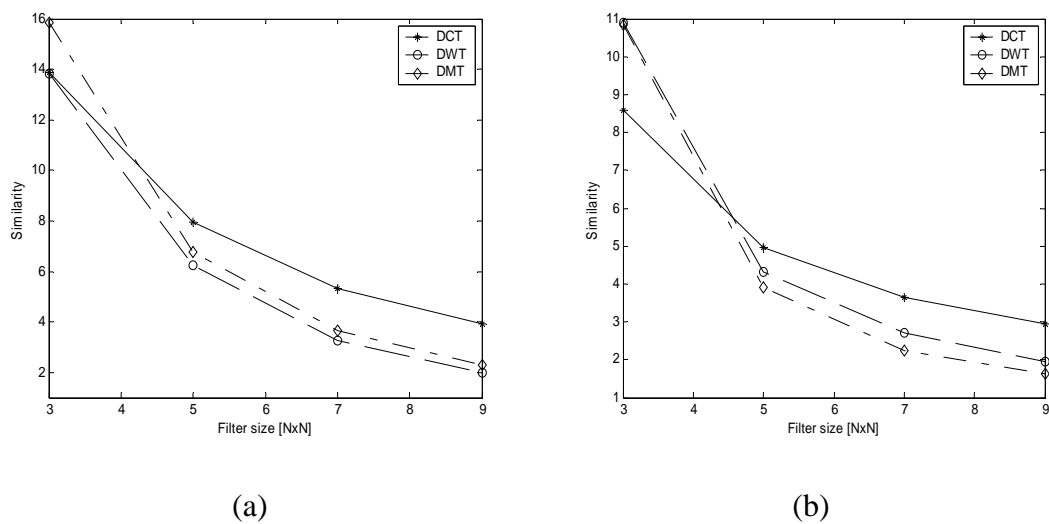 16
14
12
10
8
6
4
2
Similarity
3 4 5 6 7 8 9
Filter size [NxN]
DCT
DWT
DMT
(a)
11
10
9
8
7
6
5
4
3
2
1
Similarity
3 4 5 6 7 8 9
Filter size [NxN]
DCT
DWT
DMT
(b)